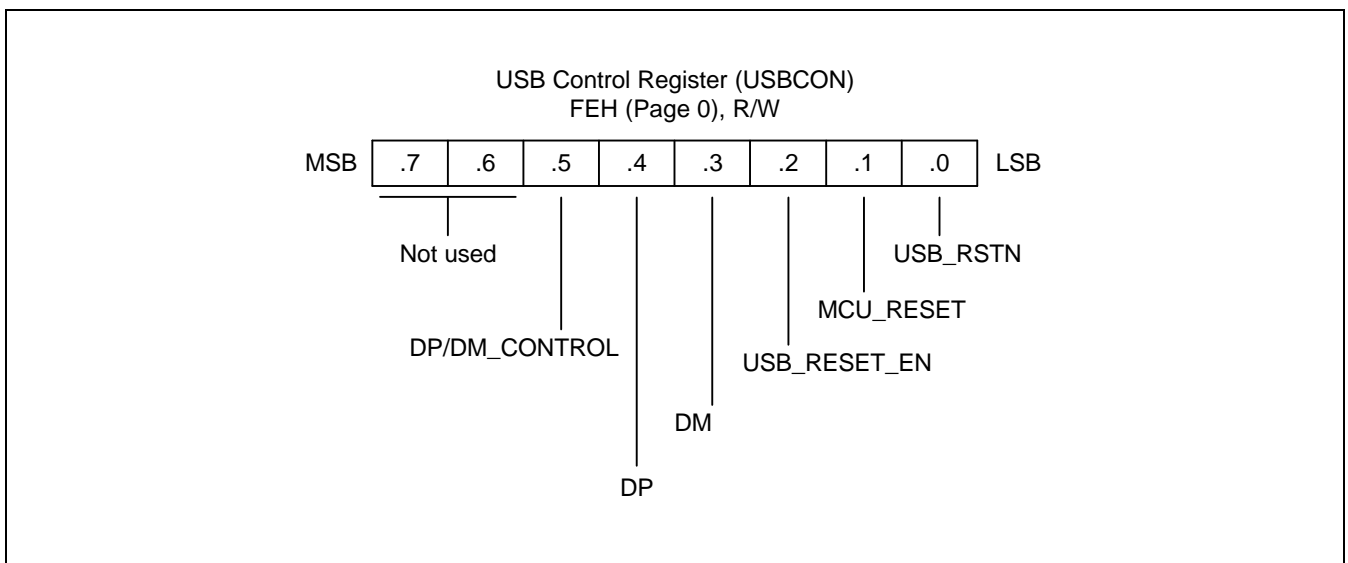 USB Control Register (USBCON)
FEH (Page 0), R/W
MSB .7 .6 .5 .4 .3 .2 .1 .0 LSB
Not used
USB_RSTN
MCU_RESET
DP/DM_CONTROL
USB_RESET_EN
DM
DP